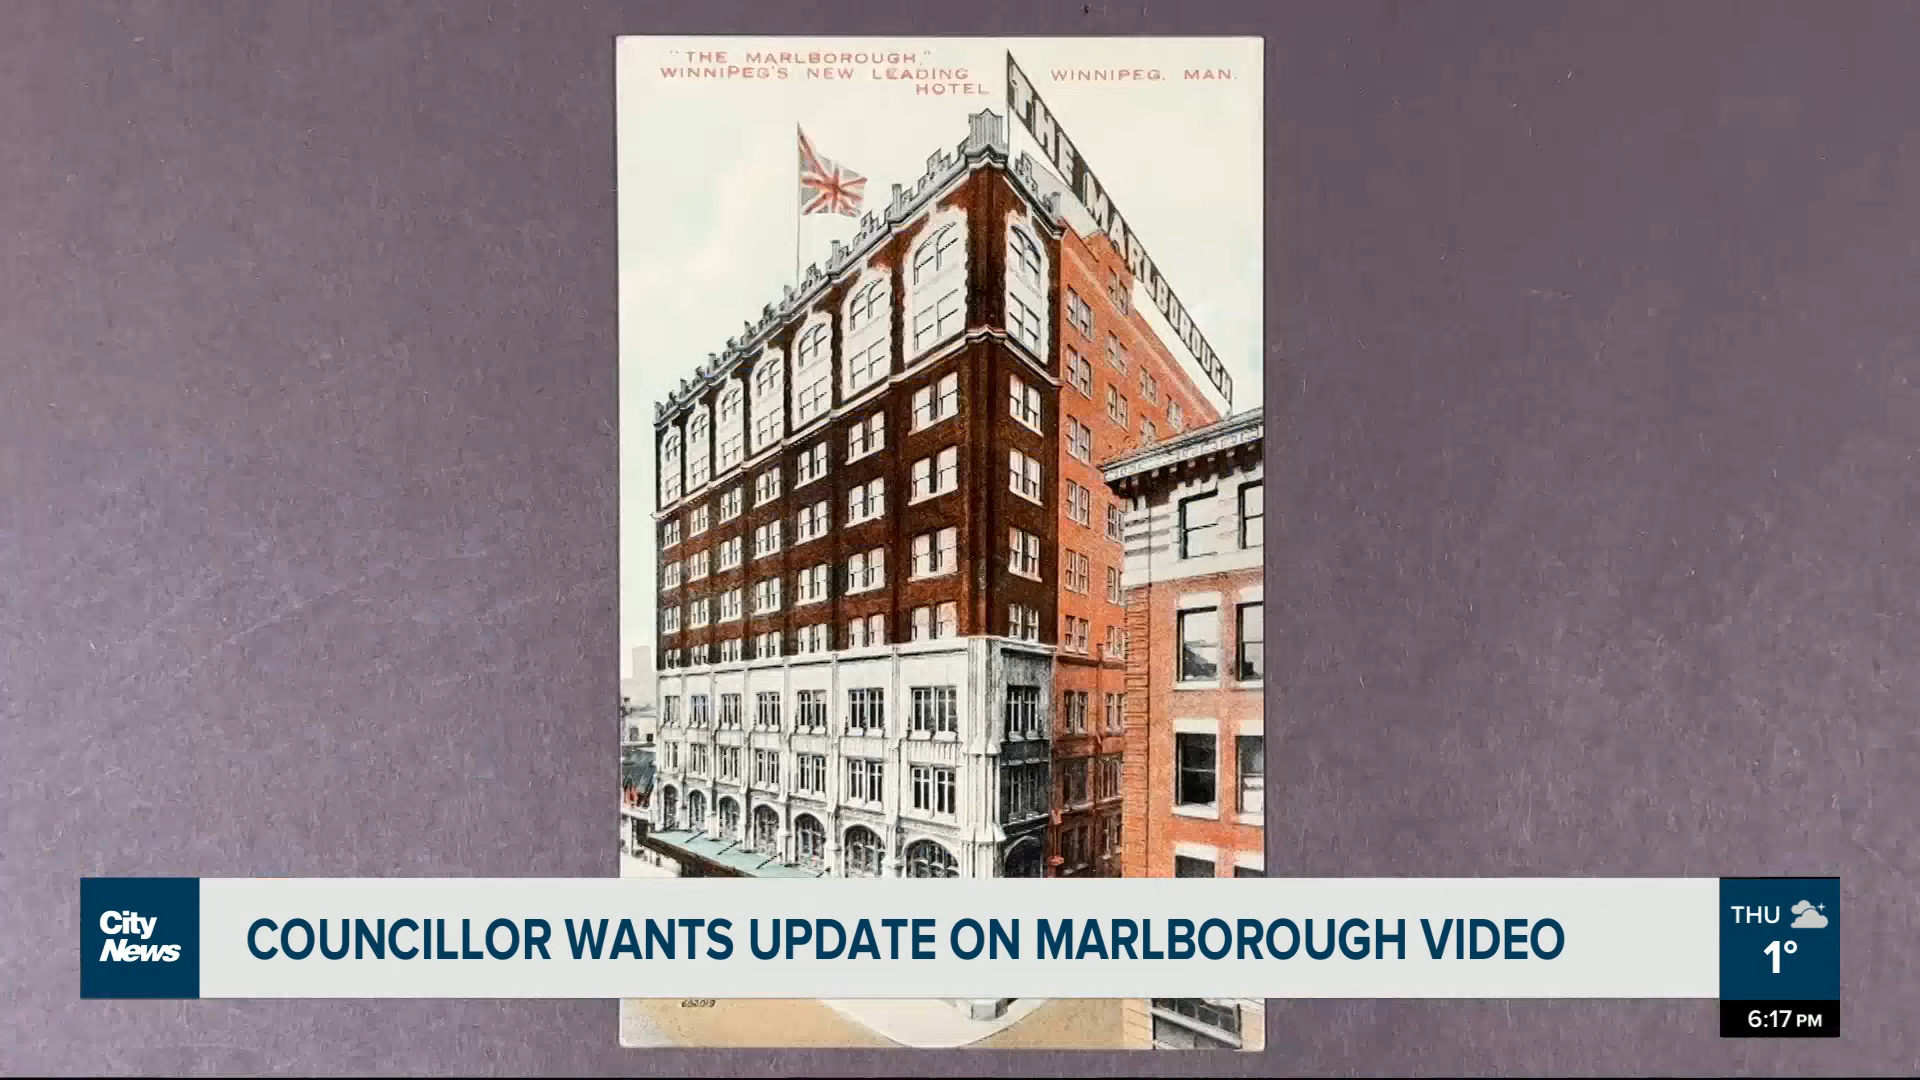 "THE MARLBOROUGH,"
WINNIPEG'S NEW LEADING
HOTEL
WINNIPEG, MAN.
THE MARLBOROUGH
City
News
COUNCILLOR WANTS UPDATE ON MARLBOROUGH VIDEO
THU
1°
6:17 PM